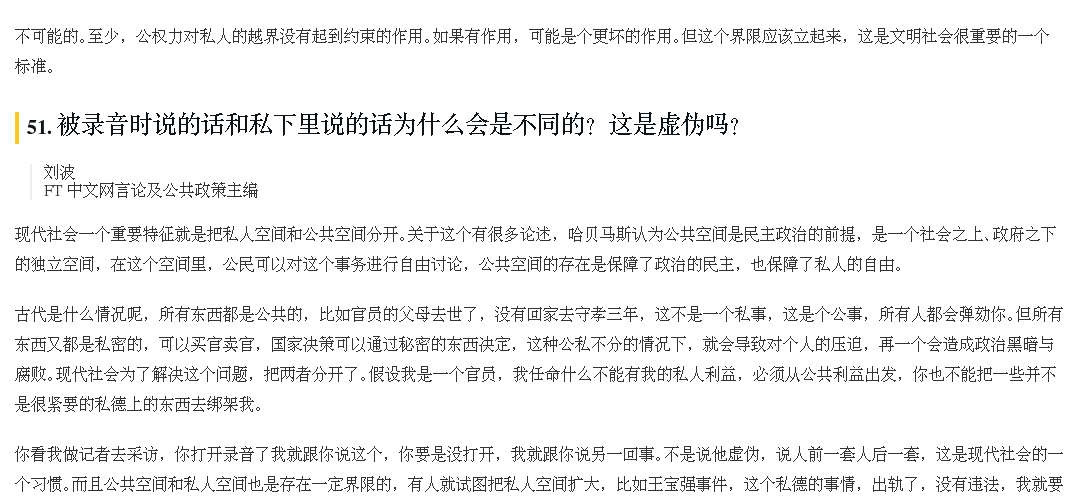 不可能的。至少，公权力对私人的越界没有起到约束的作用。如果有作用，可能是个更坏的作用。但这个界限应该立起来，这是文明社会很重要的一个
标准。
51. 被录音时说的话和私下里说的话为什么会是不同的？这是虚伪吗？
刘波
FT 中文网言论及公共政策主编
现代社会一个重要特征就是把私人空间和公共空间分开。关于这个有很多论述，哈贝马斯认为公共空间是民主政治的前提，是一个社会之上、政府之下
的独立空间，在这个空间里，公民可以对这个事务进行自由讨论，公共空间的存在是保障了政治的民主，也保障了私人的自由。
古代是什么情况呢，所有东西都是公共的，比如官员的父母去世了，没有回家去守孝三年，这不是一个私事，这是个公事，所有人都会弹劾你。但所有
东西又都是私密的，可以买官卖官，国家决策可以通过秘密的东西决定，这种公私不分的情况下，就会导致对个人的压迫，再一个会造成政治黑暗与
腐败。现代社会为了解决这个问题，把两者分开了。假设我是一个官员，我任命什么不能有我的私人利益，必须从公共利益出发，你也不能把一些并不
是很紧要的私德上的东西去绑架我。
你看我做记者去采访，你打开录音了我就跟你说这个，你要是没打开，我就跟你说另一回事。不是说他虚伪，说人前一套人后一套，这是现代社会的一
个习惯。而且公共空间和私人空间也是存在一定界限的，有人就试图把私人空间扩大，比如王宝强事件，这个私德的事情，出轨了，没有违法，我就要